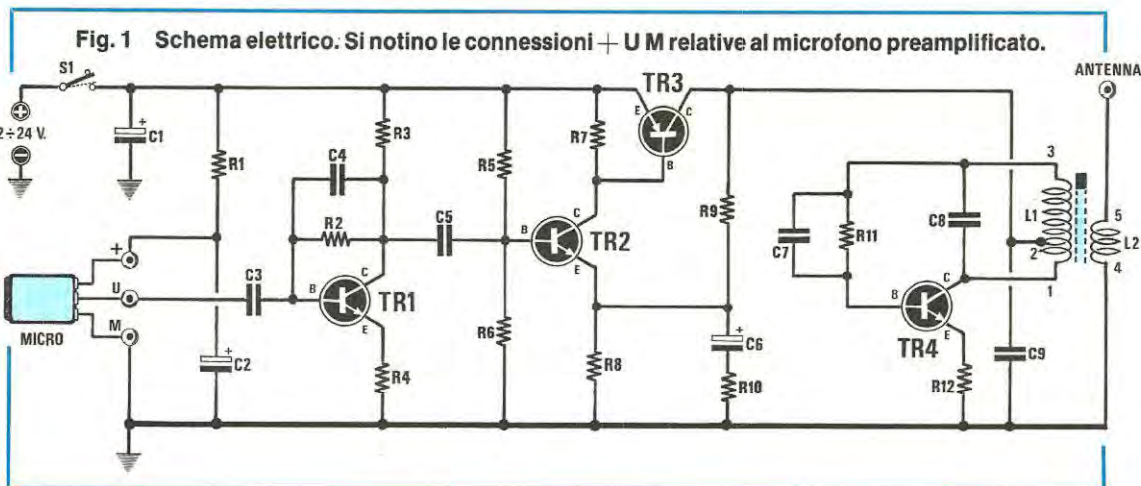 Fig. 1 Schema elettrico. Si notino le connessioni + U M relative al microfono preamplificato.
S1
ANTENNA
+
2÷24 V.
−
C1
+
R1
R3
C4
R2
C3
C5
R5
R7
TR3
E
C
B
R9
TR2
B
C
E
TR1
B
C
E
+
U
M
MICRO
C2
+
R4
R6
R8
C6
+
R10
C7
R11
C8
TR4
B
C
E
R12
C9
3
L1
2
1
5
L2
4